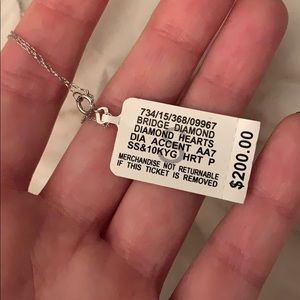 734/15/368/09967
BRIDGE DIAMOND
DIAMOND HEARTS
DIA ACCENT AA7
SS&10KYG HRT P
MERCHANDISE NOT RETURNABLE
IF THIS TICKET IS REMOVED
$200.00